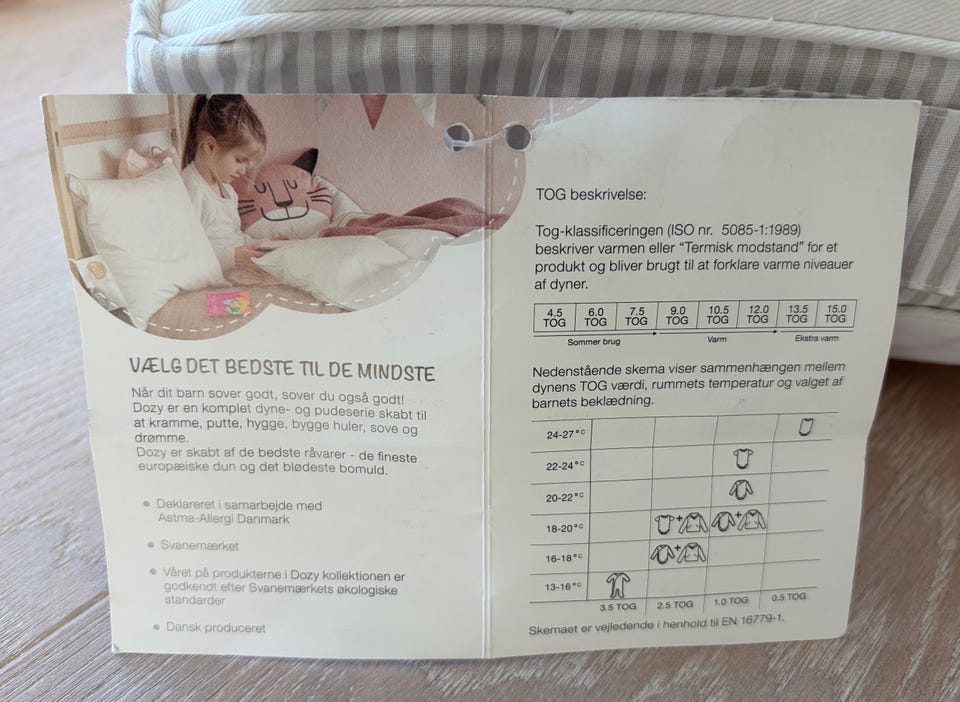 VÆLG DET BEDSTE TIL DE MINDSTE
Når dit barn sover godt, sover du også godt!
Dozy er en komplet dyne- og pudeserie skabt til
at kramme, putte, hygge, bygge huler, sove og
drømme.
Dozy er skabt af de bedste råvarer - de fineste
europæiske dun og det blødeste bomuld.
Deklareret i samarbejde med
Astma-Allergi Danmark
Svanemærket
Våret på produkterne i Dozy kollektionen er
godkendt efter Svanemærkets økologiske
standarder
Dansk produceret
TOG beskrivelse:
Tog-klassificeringen (ISO nr. 5085-1:1989)
beskriver varmen eller "Termisk modstand" for et
produkt og bliver brugt til at forklare varme niveauer
af dyner.
4.5 TOG 6.0 TOG 7.5 TOG 9.0 TOG 10.5 TOG 12.0 TOG 13.5 TOG 15.0 TOG
Sommer brug Varm Ekstra varm
Nedenstående skema viser sammenhængen mellem
dynens TOG værdi, rummets temperatur og valget af
barnets beklædning.
24-27°C
22-24°C
20-22°C
18-20°C + +
16-18°C +
13-16°C
3.5 TOG 2.5 TOG 1.0 TOG 0.5 TOG
Skemaet er vejledende i henhold til EN 16779-1.